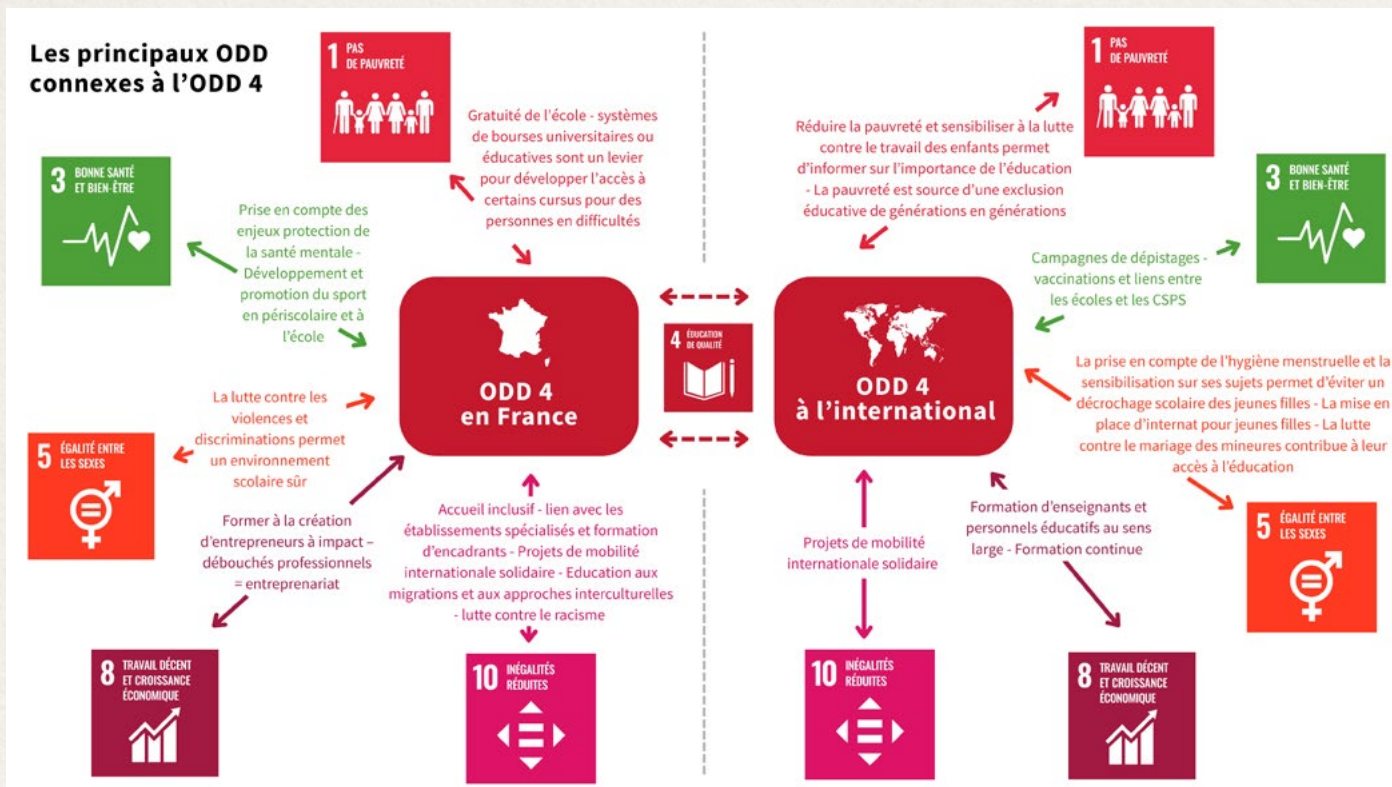 Les principaux ODD
connexes à l'ODD 4
1 PAS
DE PAUVRETÉ
Gratuité de l'école - systèmes
de bourses universitaires ou
éducatives sont un levier
pour développer l'accès à
certains cursus pour des
personnes en difficultés
3 BONNE SANTÉ
ET BIEN-ÊTRE
Prise en compte des
enjeux protection de
la santé mentale -
Développement et
promotion du sport
en périscolaire et à
l'école
ODD 4
en France
La lutte contre les
violences et
discriminations permet
un environnement
scolaire sûr
5 ÉGALITÉ ENTRE
LES SEXES
Former à la création
d'entrepreneurs à impact –
débouchés professionnels
= entreprenariat
8 TRAVAIL DÉCENT
ET CROISSANCE
ÉCONOMIQUE
Accueil inclusif - lien avec les
établissements spécialisés et formation
d'encadrants - Projets de mobilité
internationale solidaire - Education aux
migrations et aux approches interculturelles
- lutte contre le racisme
10 INÉGALITÉS
RÉDUITES
4 ÉDUCATION
DE QUALITÉ
1 PAS
DE PAUVRETÉ
Réduire la pauvreté et sensibiliser à la lutte
contre le travail des enfants permet
d'informer sur l'importance de l'éducation
- La pauvreté est source d'une exclusion
éducative de générations en générations
3 BONNE SANTÉ
ET BIEN-ÊTRE
Campagnes de dépistages -
vaccinations et liens entre
les écoles et les CSPS
ODD 4
à l'international
La prise en compte de l'hygiène menstruelle et la
sensibilisation sur ses sujets permet d'éviter un
décrochage scolaire des jeunes filles - La mise en
place d'internat pour jeunes filles - La lutte
contre le mariage des mineures contribue à leur
accès à l'éducation
5 ÉGALITÉ ENTRE
LES SEXES
Formation d'enseignants et
personnels éducatifs au sens
large - Formation continue
8 TRAVAIL DÉCENT
ET CROISSANCE
ÉCONOMIQUE
Projets de mobilité
internationale solidaire
10 INÉGALITÉS
RÉDUITES